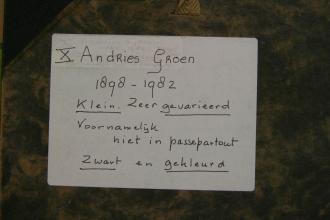 X Andries Groen
1898 - 1982
Klein. Zeer gevarieerd
Voornamelijk
niet in passepartout
Zwart en gekleurd